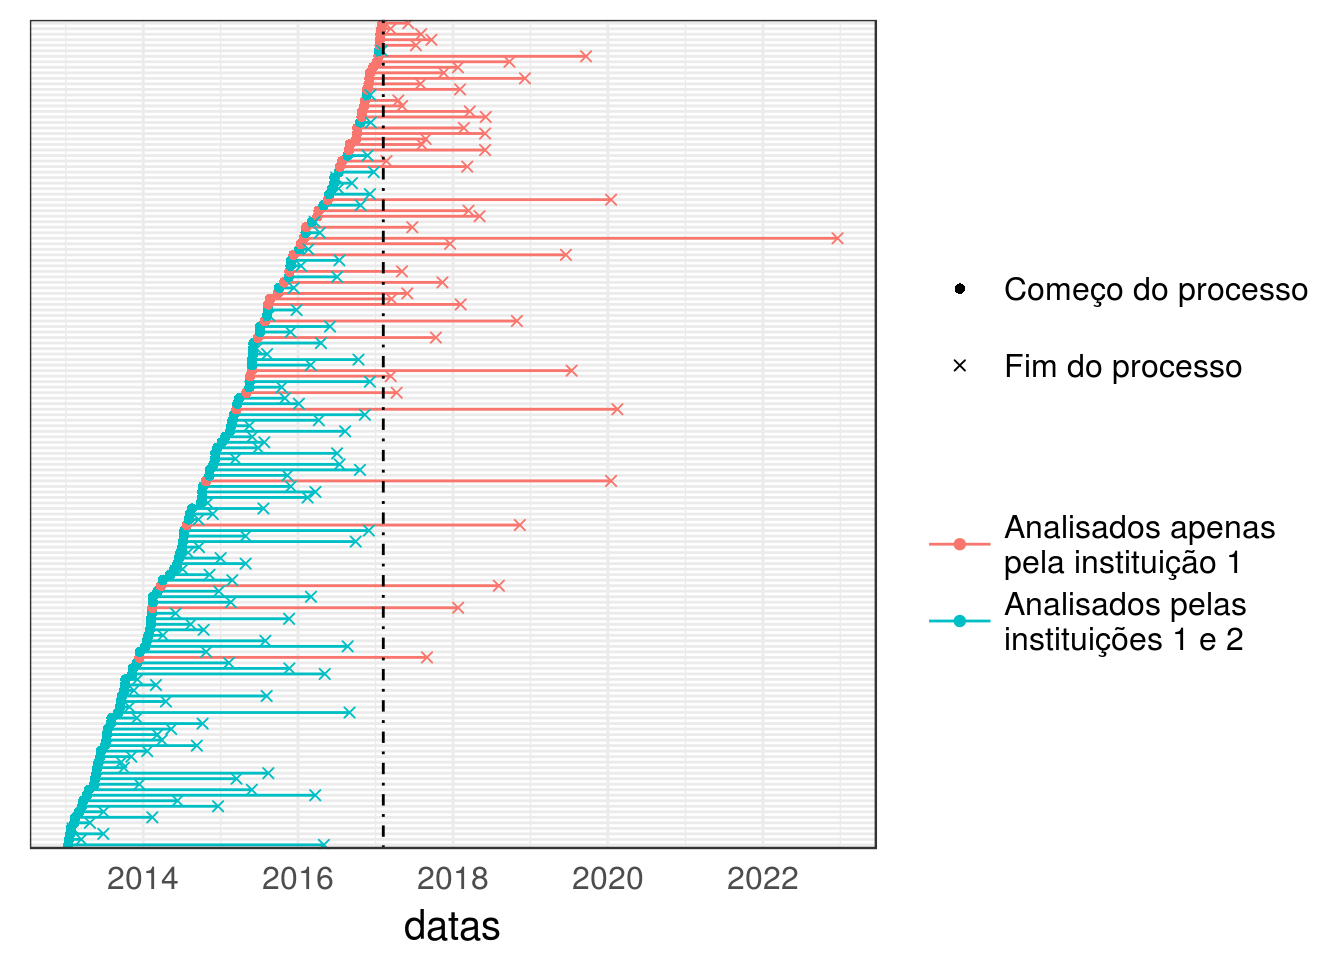 Começo do processo
Fim do processo
Analisados apenas
pela instituição 1
Analisados pelas
instituições 1 e 2
2014 2016 2018 2020 2022
datas